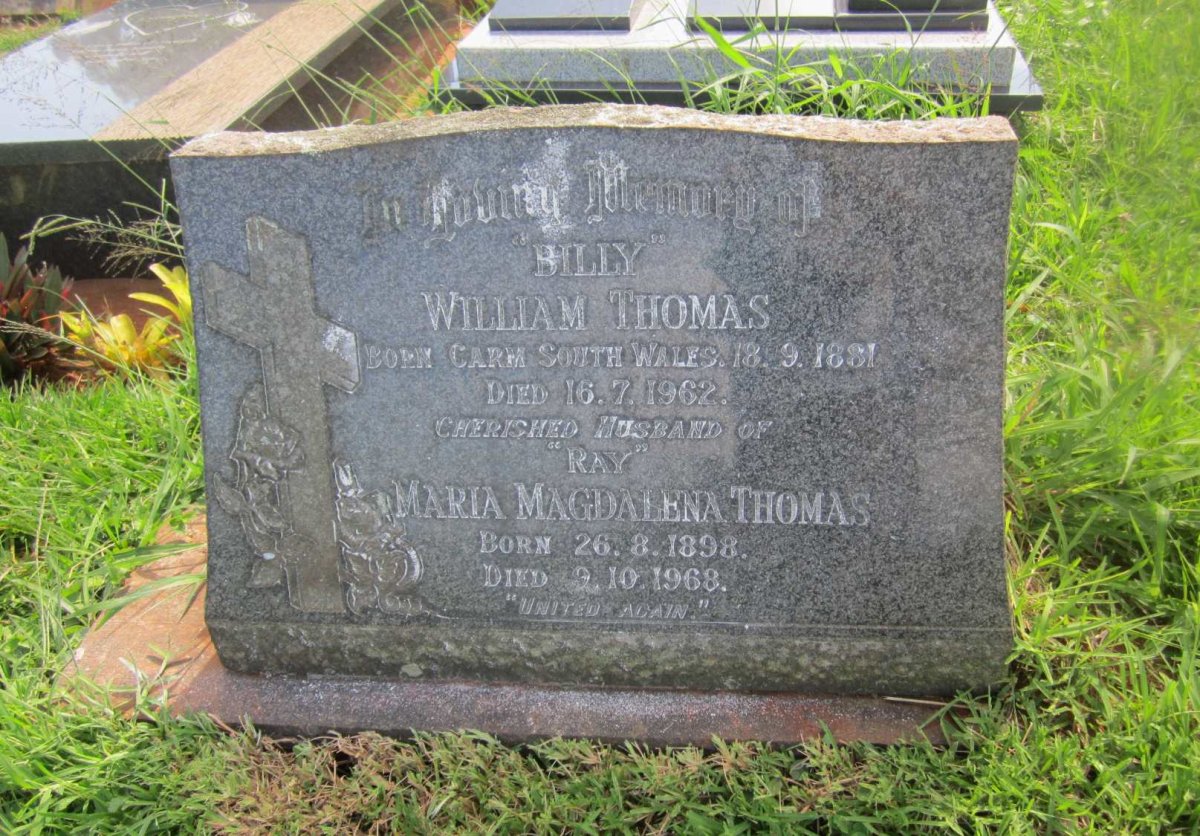 In Loving Memory of
"BILLY"
WILLIAM THOMAS
BORN CARM SOUTH WALES. 18. 9. 1881
DIED 16. 7. 1962.
CHERISHED HUSBAND OF
"RAY"
MARIA MAGDALENA THOMAS
BORN 26. 8. 1898.
DIED 9. 10. 1968.
"UNITED AGAIN."